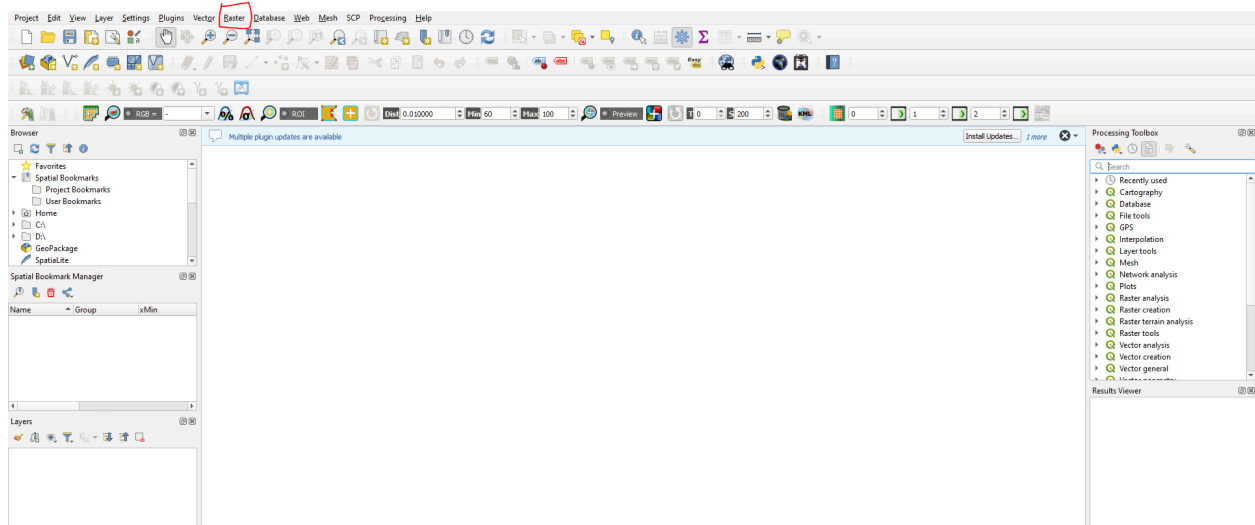 Project Edit View Layer Settings Plugins Vector Raster Database Web Mesh SCP Processing Help
RGB = - ROI Dist 0.010000 Min 60 Max 100 Preview T 0 S 200 KML 0 1 2
Browser
Favorites
Spatial Bookmarks
Project Bookmarks
User Bookmarks
Home
C:\
D:\
GeoPackage
SpatiaLite
Spatial Bookmark Manager
Name Group xMin
Layers
Multiple plugin updates are available Install Updates... 1 more
Processing Toolbox
Search...
Recently used
Cartography
Database
File tools
GPS
Interpolation
Layer tools
Mesh
Network analysis
Plots
Raster analysis
Raster creation
Raster terrain analysis
Raster tools
Vector analysis
Vector creation
Vector general
Results Viewer